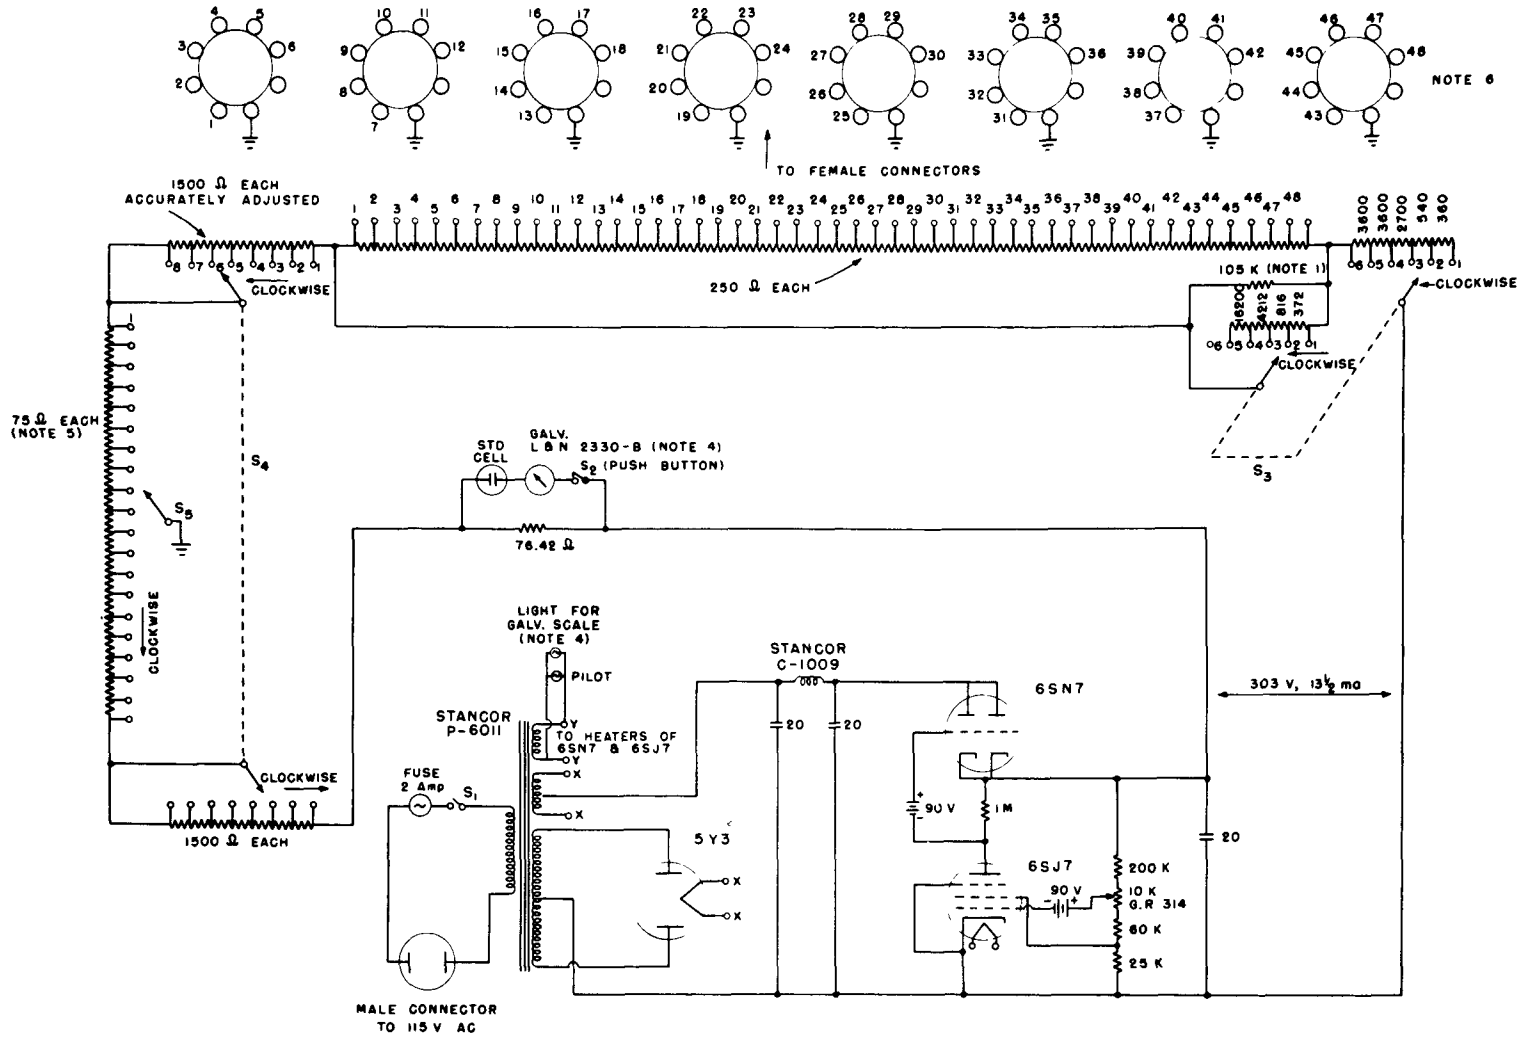 4 5 10 11 16 17 22 23 28 29 34 35 40 41 46 47
3 6 9 12 15 18 21 24 27 30 33 36 39 42 45 48
2 8 14 20 26 32 38 44 NOTE 6
1 7 13 19 25 31 37 43
TO FEMALE CONNECTORS
1500 Ω EACH
ACCURATELY ADJUSTED
1 2 3 4 5 6 7 8 9 10 11 12 13 14 15 16 17 18 19 20 21 22 23 24 25 26 27 28 29 30 31 32 33 34 35 36 37 38 39 40 41 42 43 44 45 46 47 48
3600 3600 2700 540 360
8 7 6 5 4 3 2 1
CLOCKWISE
250 Ω EACH
105 K (NOTE 1)
16200 4212 816 372
6 5 4 3 2 1
CLOCKWISE
6 5 4 3 2 1
CLOCKWISE
S3
1
75 Ω EACH
(NOTE 5)
S4
S5
CLOCKWISE
STD
CELL
GALV.
L & N 2330-B (NOTE 4)
S2 (PUSH BUTTON)
76.42 Ω
LIGHT FOR
GALV. SCALE
(NOTE 4)
PILOT
STANCOR
P-6011
Y
TO HEATERS OF
6SN7 & 6SJ7
Y
X
X
STANCOR
C-1009
20 20
6SN7
303 V, 13½ ma
CLOCKWISE
1500 Ω EACH
FUSE
2 Amp
S1
5Y3
X
X
+
90 V
-
1 M
20
6SJ7
- 90 V +
200 K
10 K
G.R 314
60 K
25 K
MALE CONNECTOR
TO 115 V AC